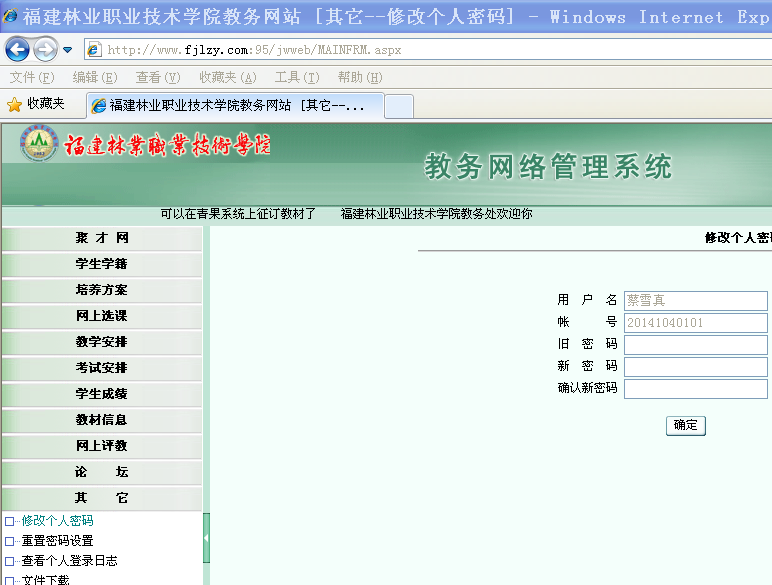 福建林业职业技术学院教务网站 [其它--修改个人密码] - Windows Internet Exp
http://www.fjlzy.com:95/jwweb/MAINFRM.aspx
文件(F) 编辑(E) 查看(V) 收藏夹(A) 工具(T) 帮助(H)
收藏夹 福建林业职业技术学院教务网站 [其它--...
福建林業職業技術學院
教务网络管理系统
可以在青果系统上征订教材了 福建林业职业技术学院教务处欢迎你
聚 才 网
学生学籍
培养方案
网上选课
教学安排
考试安排
学生成绩
教材信息
网上评教
论 坛
其 它
修改个人密码
重置密码设置
查看个人登录日志
文件下载
修改个人密码
用 户 名 蔡雪真
帐 号 20141040101
旧 密 码
新 密 码
确认新密码
确定